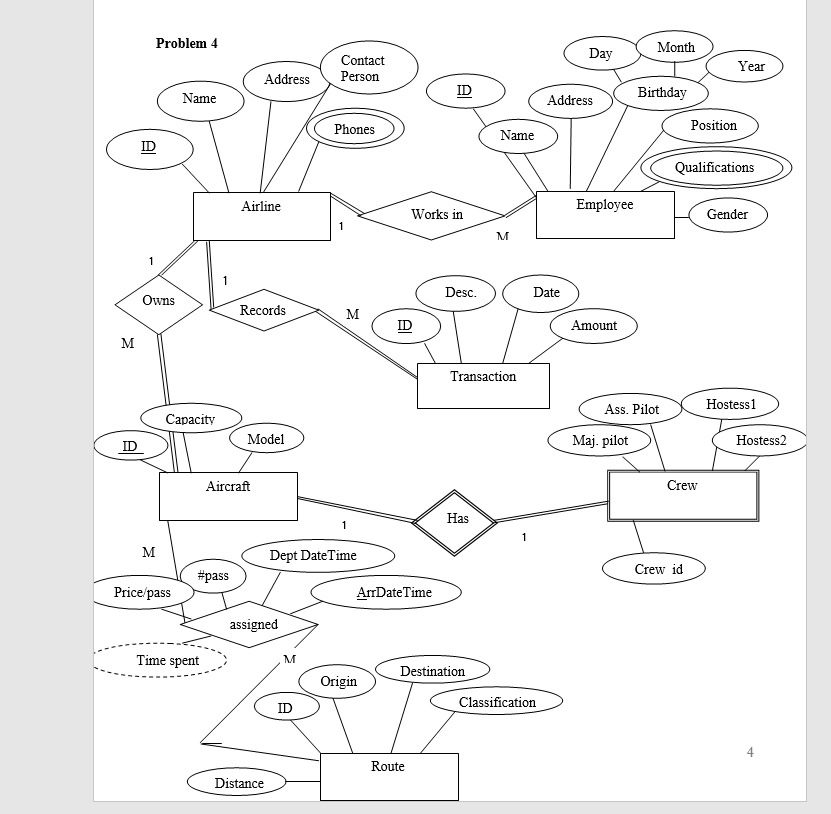 Problem 4
Contact
Person
Address
Name
Phones
ID
Day
Month
Year
ID
Address
Birthday
Name
Position
Qualifications
Gender
Airline
1
Works in
M
Employee
1
Owns
M
1
Records
M
Desc.
Date
ID
Amount
Transaction
Capacity
ID
Model
Aircraft
Ass. Pilot
Hostess1
Maj. pilot
Hostess2
Crew
1
Has
1
Crew id
M
#pass
Dept DateTime
Price/pass
ArrDateTime
assigned
Time spent
M
Origin
Destination
ID
Classification
Route
Distance
4